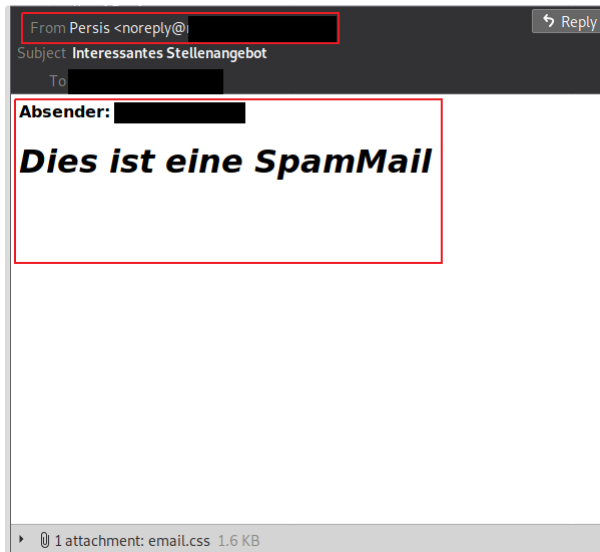 From Persis <noreply@
Reply
Subject Interessantes Stellenangebot
To
Absender:
Dies ist eine SpamMail
1 attachment: email.css 1.6 KB